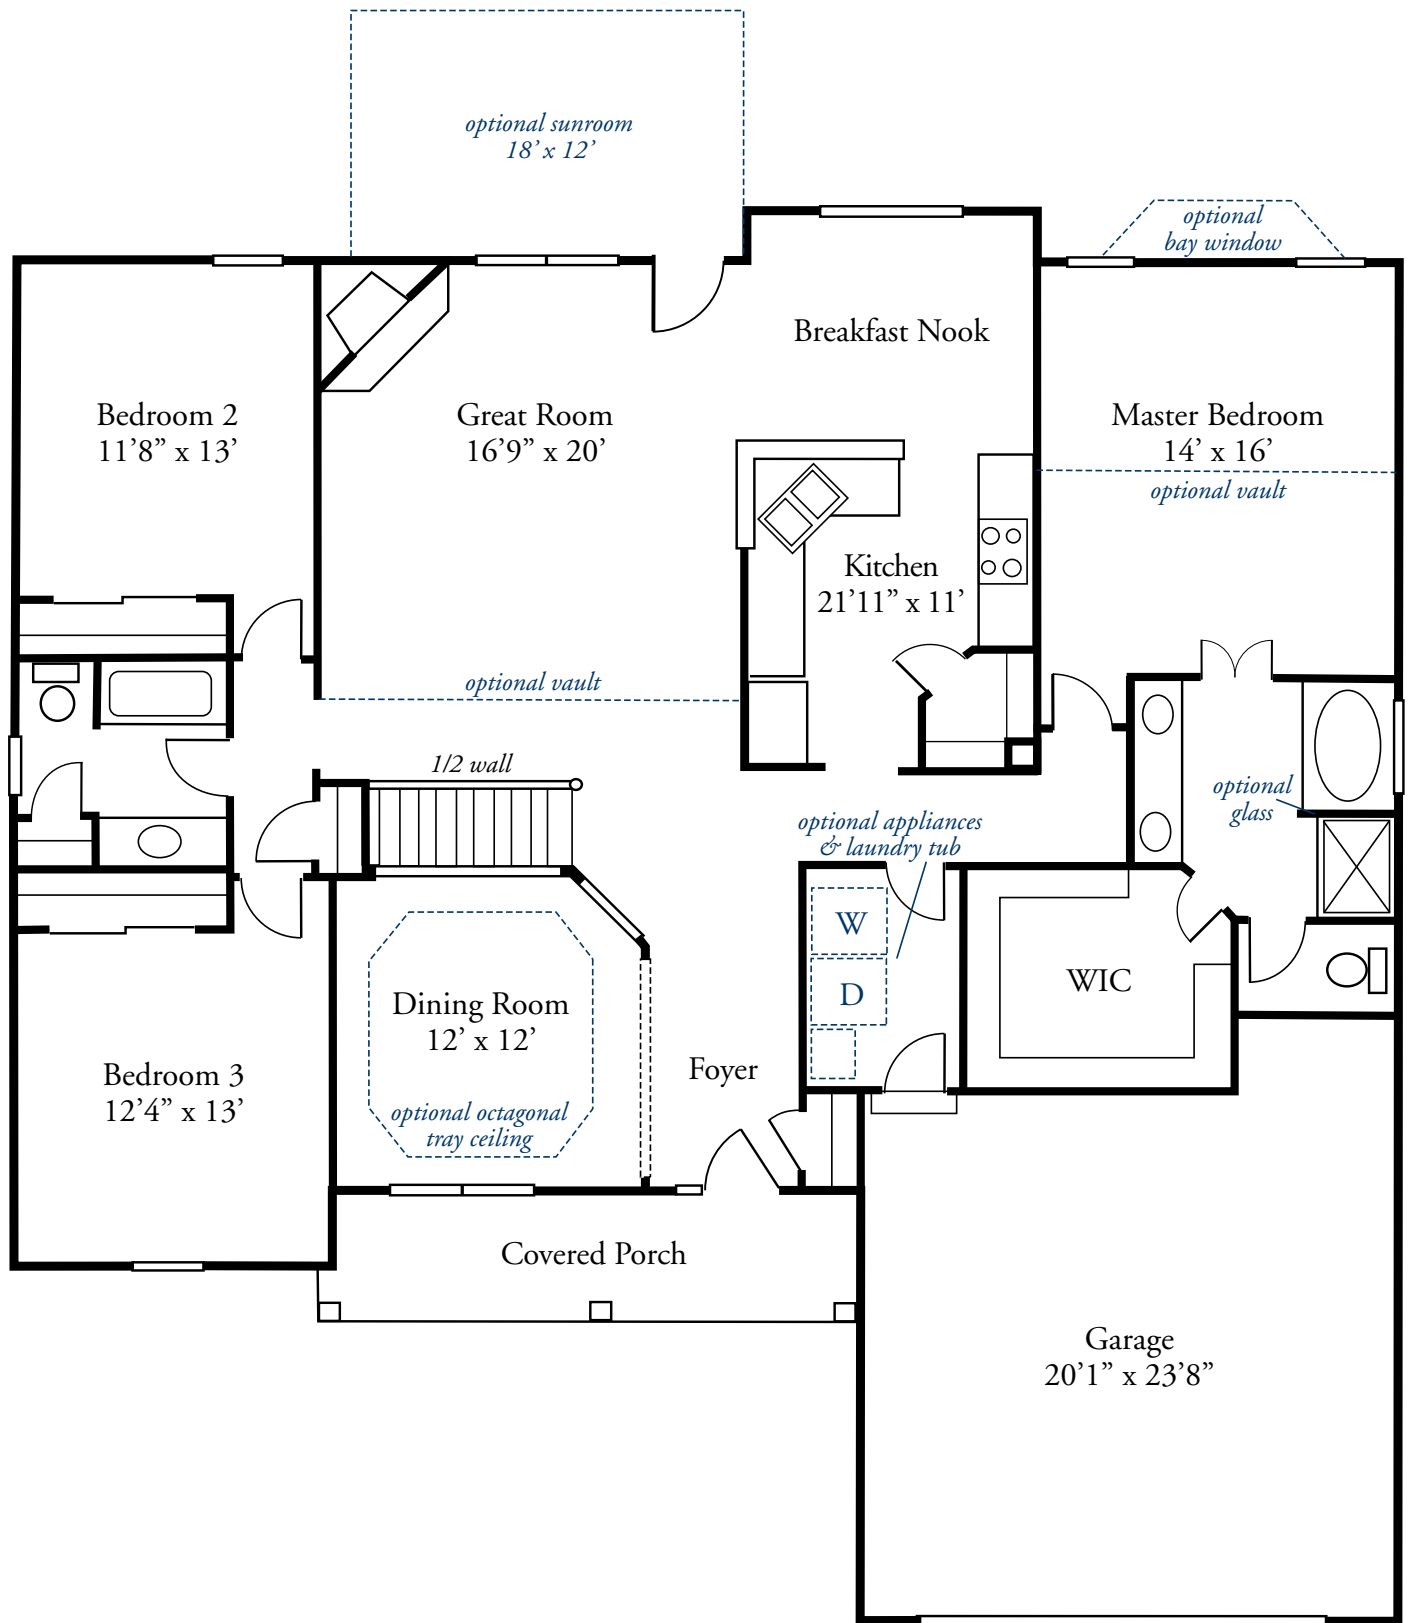 optional sunroom
18’ x 12’
optional
bay window
Breakfast Nook
Bedroom 2
11’8” x 13’
Great Room
16’9” x 20’
Master Bedroom
14’ x 16’
optional vault
Kitchen
21’11” x 11’
optional vault
1/2 wall
optional
glass
optional appliances
& laundry tub
W
D
WIC
Dining Room
12’ x 12’
Foyer
Bedroom 3
12’4” x 13’
optional octagonal
tray ceiling
Covered Porch
Garage
20’1” x 23’8”